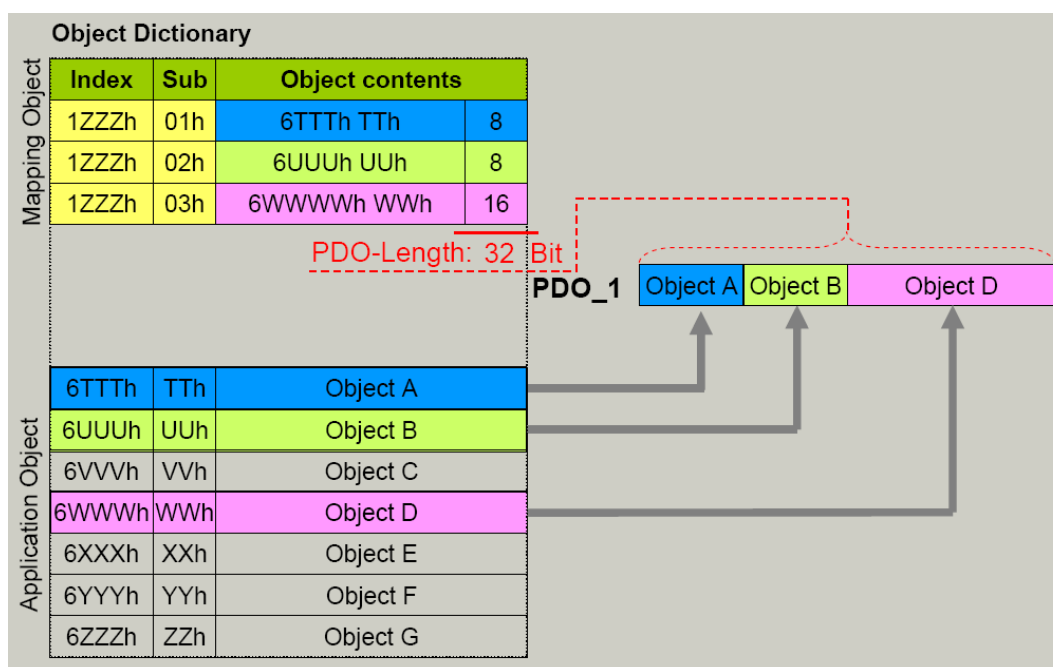 Object Dictionary
Mapping Object
Index Sub Object contents
1ZZZh 01h 6TTTh TTh 8
1ZZZh 02h 6UUUh UUh 8
1ZZZh 03h 6WWWWh WWh 16
PDO-Length: 32 Bit
PDO_1 Object A Object B Object D
Application Object
6TTTh TTh Object A
6UUUh UUh Object B
6VVVh VVh Object C
6WWWh WWh Object D
6XXXh XXh Object E
6YYYh YYh Object F
6ZZZh ZZh Object G